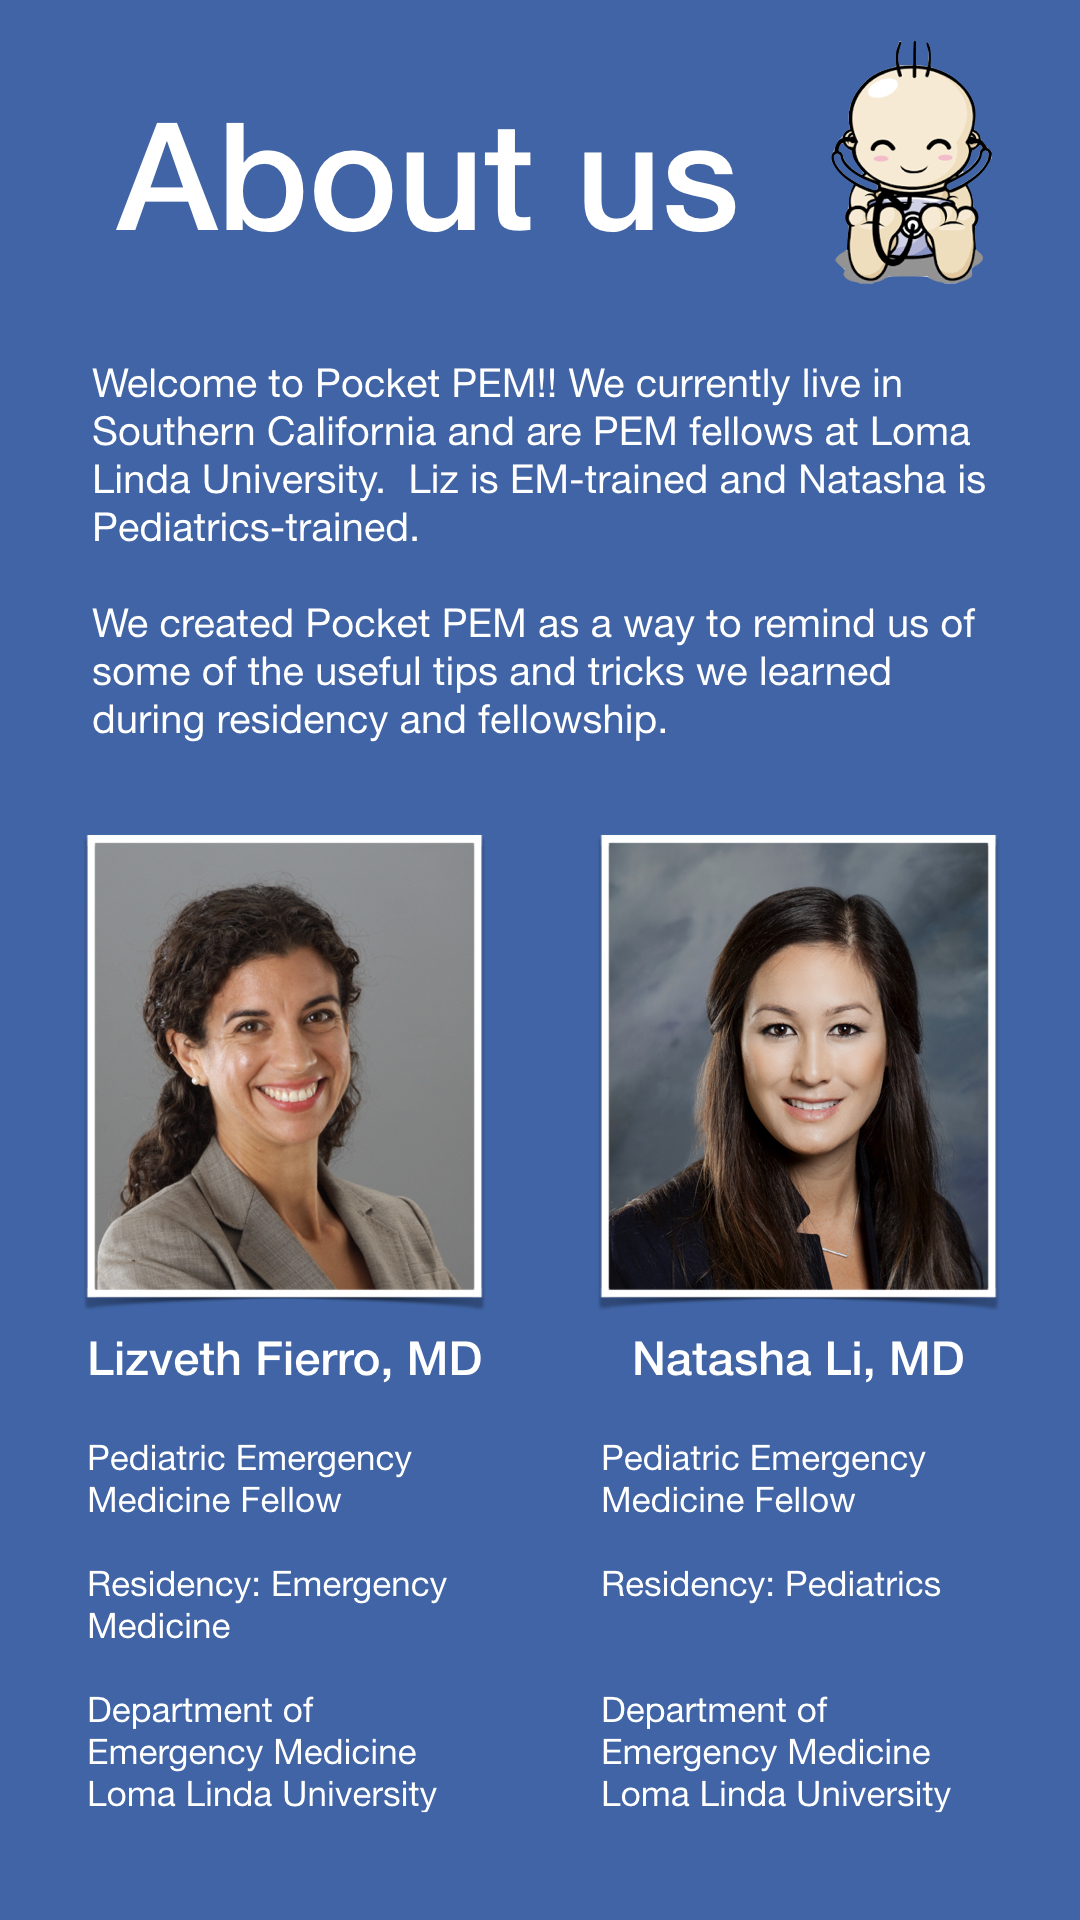 About us
Welcome to Pocket PEM!! We currently live in
Southern California and are PEM fellows at Loma
Linda University.  Liz is EM-trained and Natasha is
Pediatrics-trained.
We created Pocket PEM as a way to remind us of
some of the useful tips and tricks we learned
during residency and fellowship.
Lizveth Fierro, MD
Pediatric Emergency
Medicine Fellow
Residency: Emergency
Medicine
Department of
Emergency Medicine
Loma Linda University
Natasha Li, MD
Pediatric Emergency
Medicine Fellow
Residency: Pediatrics
Department of
Emergency Medicine
Loma Linda University